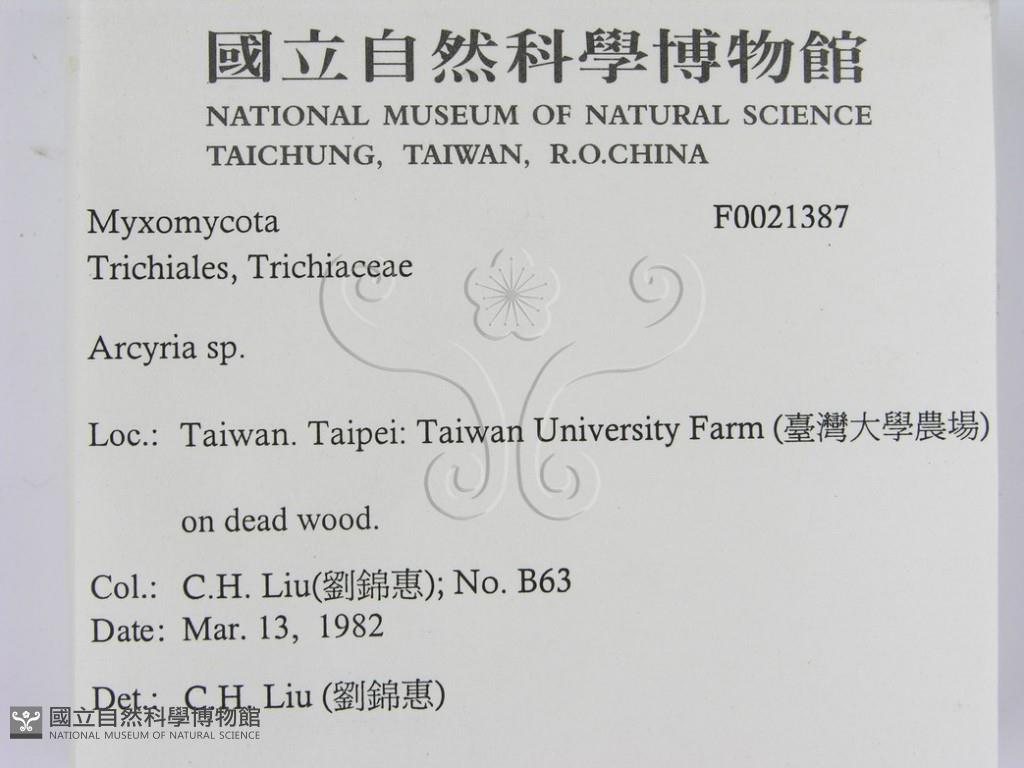 國立自然科學博物館
NATIONAL MUSEUM OF NATURAL SCIENCE
TAICHUNG, TAIWAN, R.O.CHINA
Myxomycota F0021387
Trichiales, Trichiaceae
Arcyria sp.
Loc.: Taiwan. Taipei: Taiwan University Farm (臺灣大學農場)
on dead wood.
Col.: C.H. Liu(劉錦惠); No. B63
Date: Mar. 13, 1982
Det.: C.H. Liu (劉錦惠)
國立自然科學博物館
NATIONAL MUSEUM OF NATURAL SCIENCE